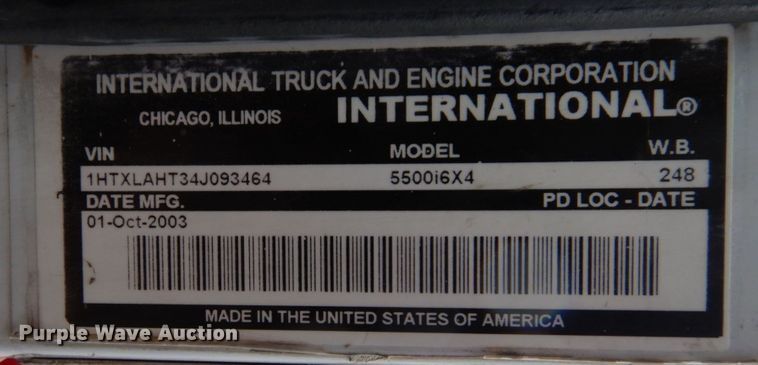 INTERNATIONAL TRUCK AND ENGINE CORPORATION
CHICAGO, ILLINOIS INTERNATIONAL®
VIN MODEL W.B.
1HTXLAHT34J093464 5500i6X4 248
DATE MFG. PD LOC - DATE
01-Oct-2003
MADE IN THE UNITED STATES OF AMERICA
Purple Wave Auction